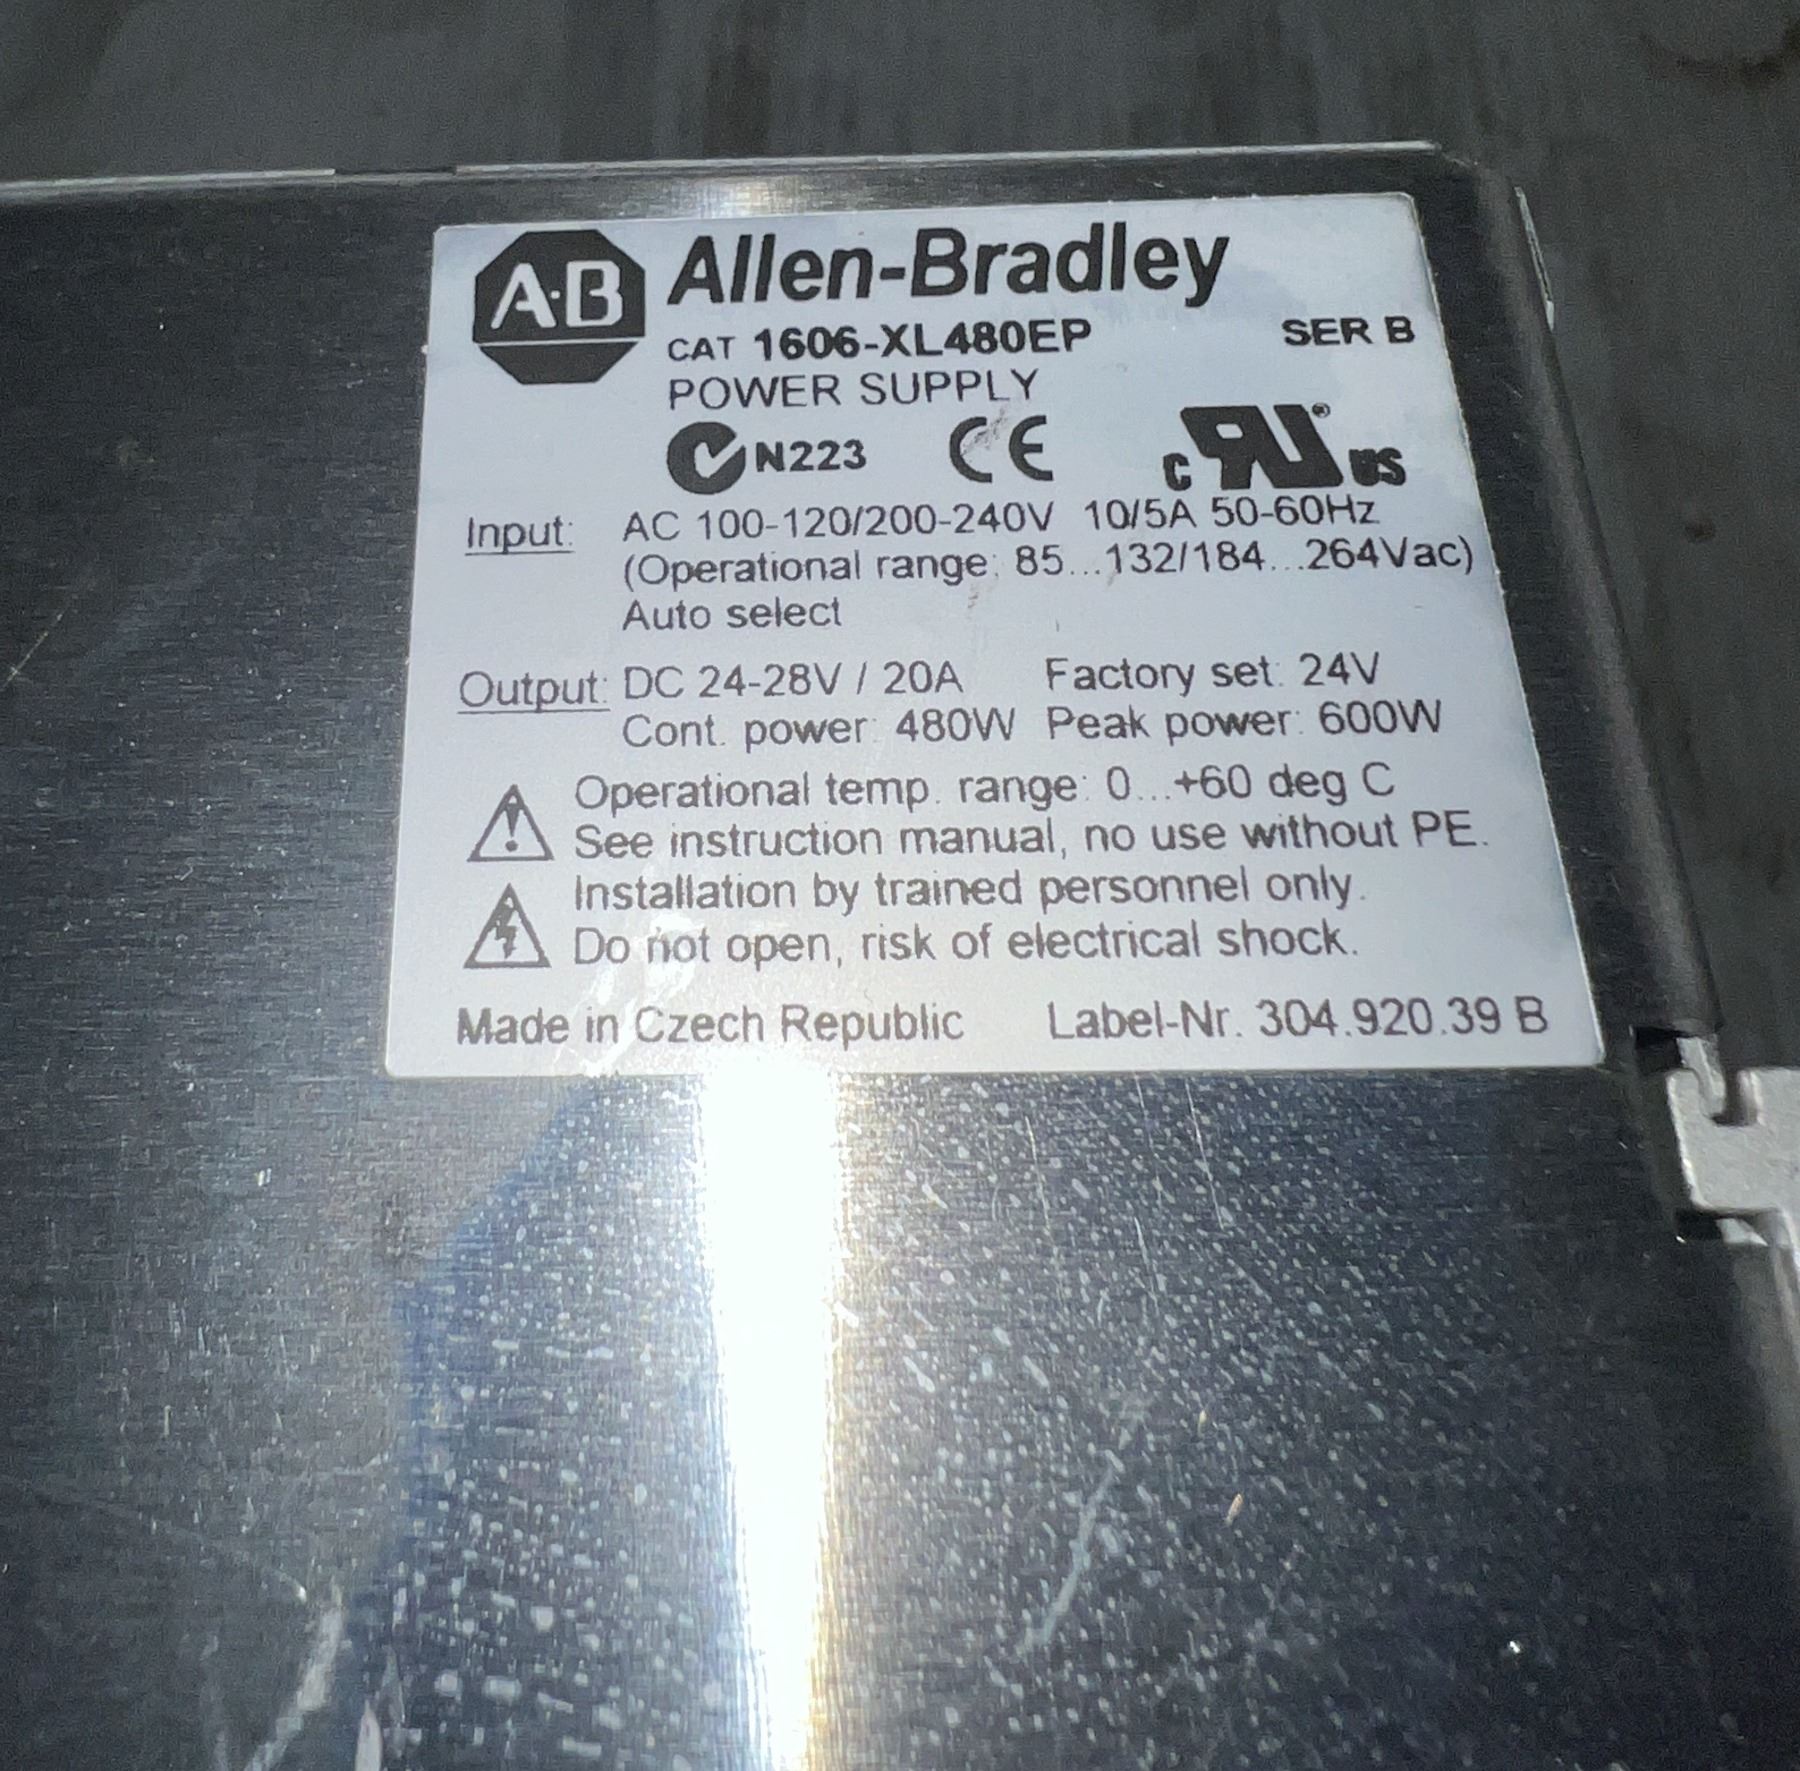 A·B Allen-Bradley
CAT 1606-XL480EP SER B
POWER SUPPLY
N223 CE c RU® us
Input: AC 100-120/200-240V 10/5A 50-60Hz
(Operational range: 85...132/184...264Vac)
Auto select
Output: DC 24-28V / 20A Factory set: 24V
Cont. power: 480W Peak power: 600W
Operational temp. range: 0...+60 deg C
See instruction manual, no use without PE.
Installation by trained personnel only.
Do not open, risk of electrical shock.
Made in Czech Republic Label-Nr. 304.920.39 B